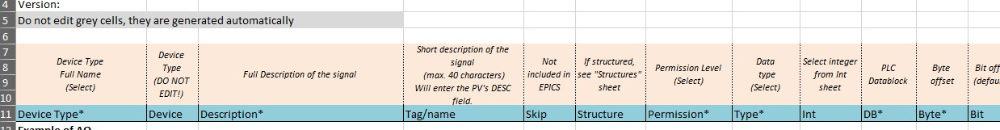 4 Version:
5 Do not edit grey cells, they are generated automatically
6
7
8
9
10
Device Type
Full Name
(Select)
Device
Type
(DO NOT
EDIT!)
Full Description of the signal
Short description of the
signal
(max. 40 characters)
Will enter the PV's DESC
field.
Not
included in
EPICS
If structured,
see "Structures"
sheet
Permission Level
(Select)
Data
type
(Select)
Select integer
from Int
sheet
PLC
Datablock
Byte
offset
Bit off
(defau
11 Device Type* Device Description* Tag/name Skip Structure Permission* Type* Int DB* Byte* Bit
12 Example of AO